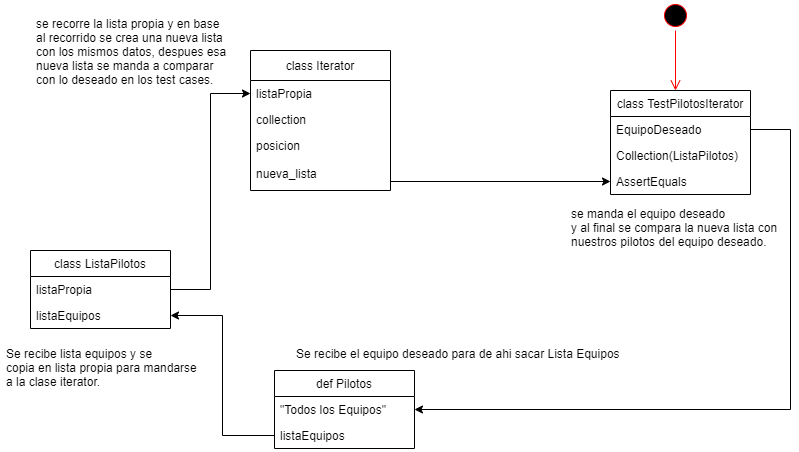 se recorre la lista propia y en base
al recorrido se crea una nueva lista
con los mismos datos, despues esa
nueva lista se manda a comparar
con lo deseado en los test cases.
class Iterator
listaPropia
collection
posicion
nueva_lista
class TestPilotosIterator
EquipoDeseado
Collection(ListaPilotos)
AssertEquals
se manda el equipo deseado
y al final se compara la nueva lista con
nuestros pilotos del equipo deseado.
class ListaPilotos
listaPropia
listaEquipos
Se recibe lista equipos y se
copia en lista propia para mandarse
a la clase iterator.
Se recibe el equipo deseado para de ahi sacar Lista Equipos
def Pilotos
"Todos los Equipos"
listaEquipos